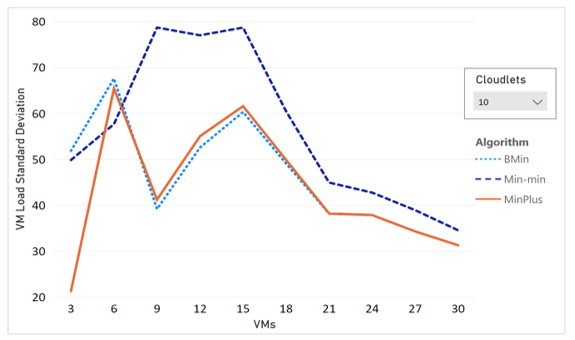 80
70
60
50
40
30
20
VM Load Standard Deviation
3 6 9 12 15 18 21 24 27 30
VMs
Cloudlets
10
Algorithm
BMin
Min-min
MinPlus